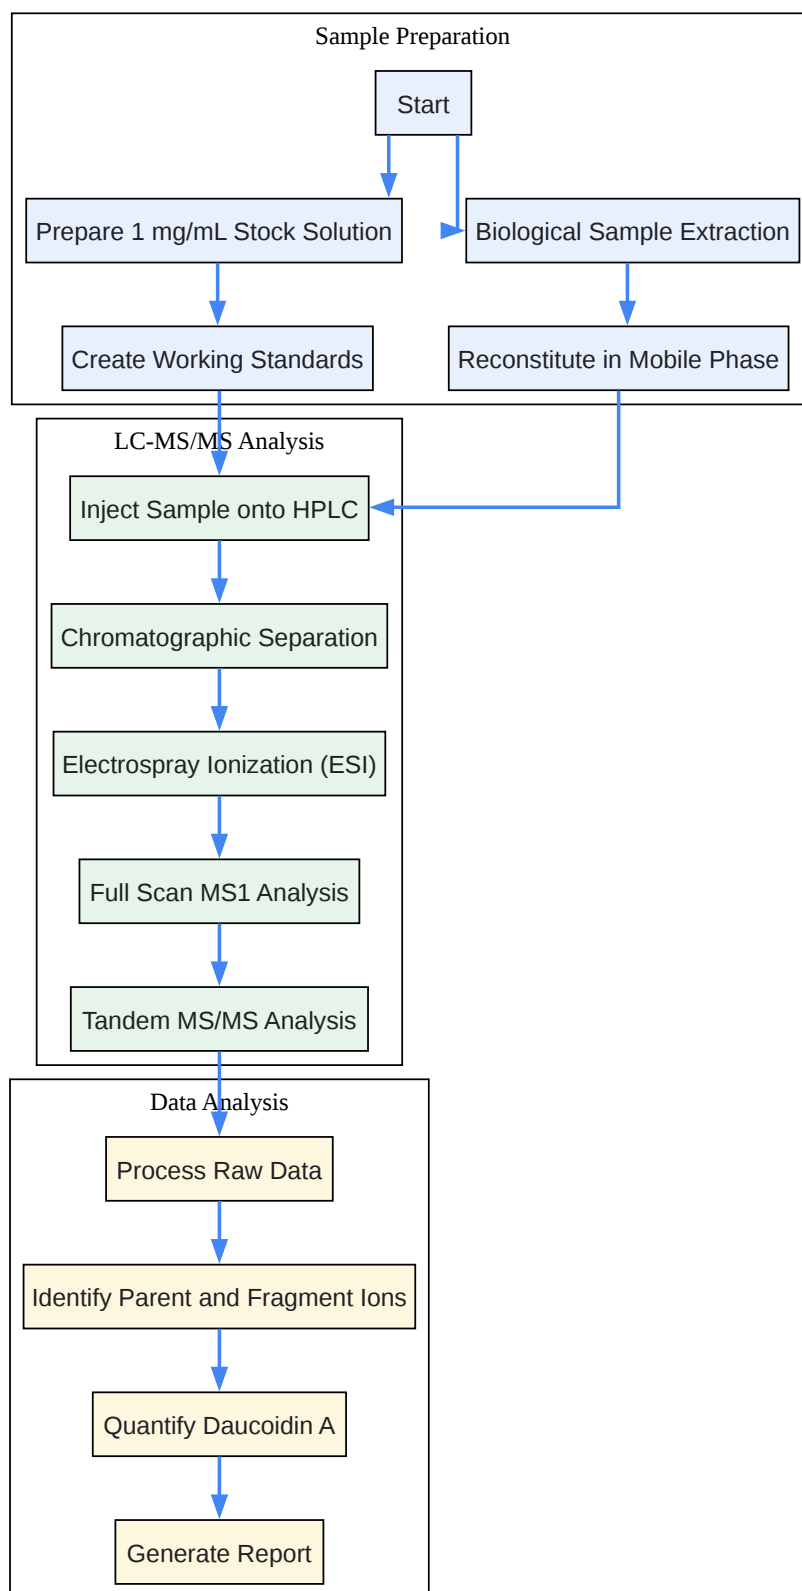 Sample Preparation
Start
Prepare 1 mg/mL Stock Solution
Biological Sample Extraction
Create Working Standards
Reconstitute in Mobile Phase
LC-MS/MS Analysis
Inject Sample onto HPLC
Chromatographic Separation
Electrospray Ionization (ESI)
Full Scan MS1 Analysis
Tandem MS/MS Analysis
Data Analysis
Process Raw Data
Identify Parent and Fragment Ions
Quantify Daucoidin A
Generate Report